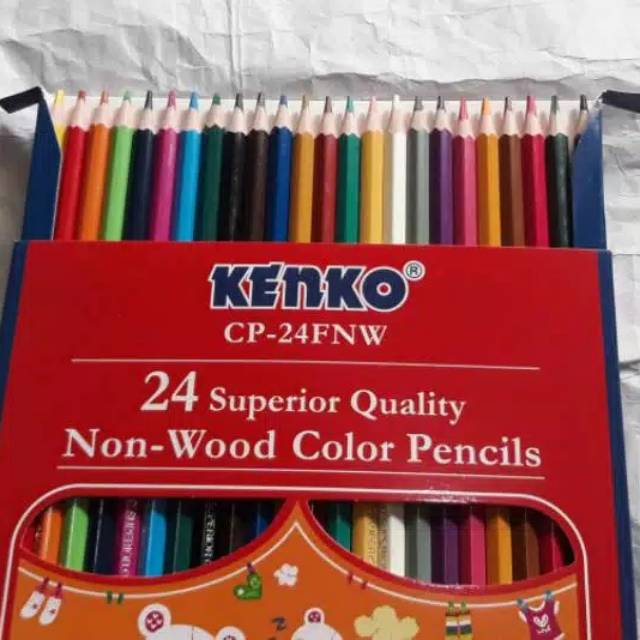 KENKO®
CP-24FNW
24 Superior Quality
Non-Wood Color Pencils